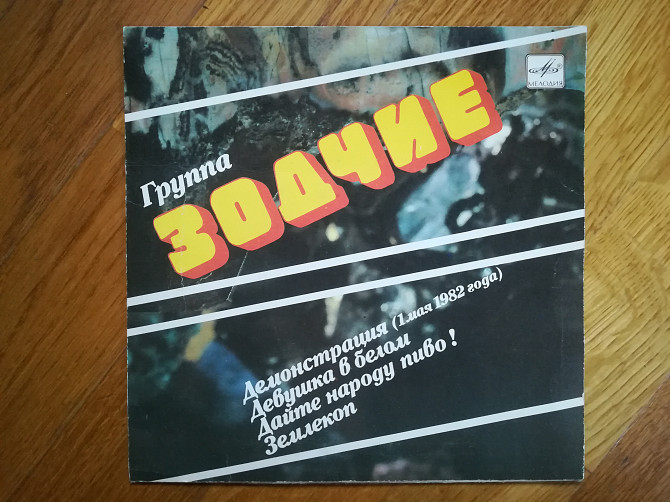 МЕЛОДИЯ
Группа
ЗОДЧИЕ
Демонстрация (1 мая 1982 года)
Девушка в белом
Дайте народу пиво!
Землекоп